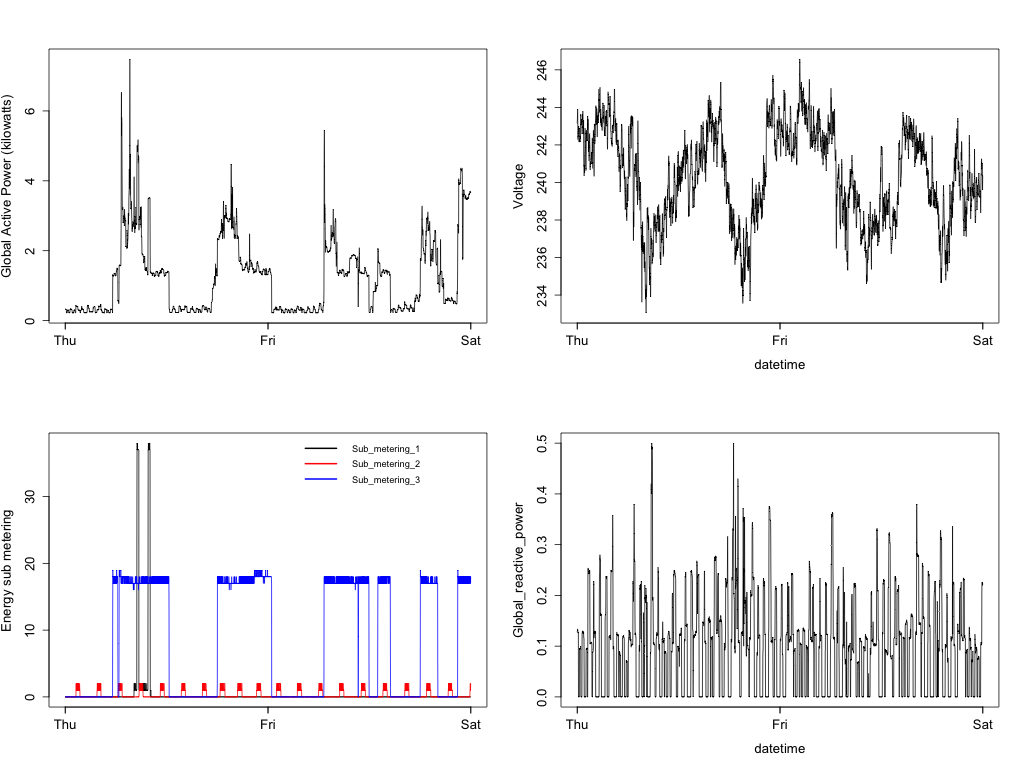 Global Active Power (kilowatts)
0 2 4 6
Thu Fri Sat
Voltage
234 236 238 240 242 244 246
Thu Fri Sat
datetime
Energy sub metering
0 10 20 30
Sub_metering_1
Sub_metering_2
Sub_metering_3
Thu Fri Sat
Global_reactive_power
0.0 0.1 0.2 0.3 0.4 0.5
Thu Fri Sat
datetime